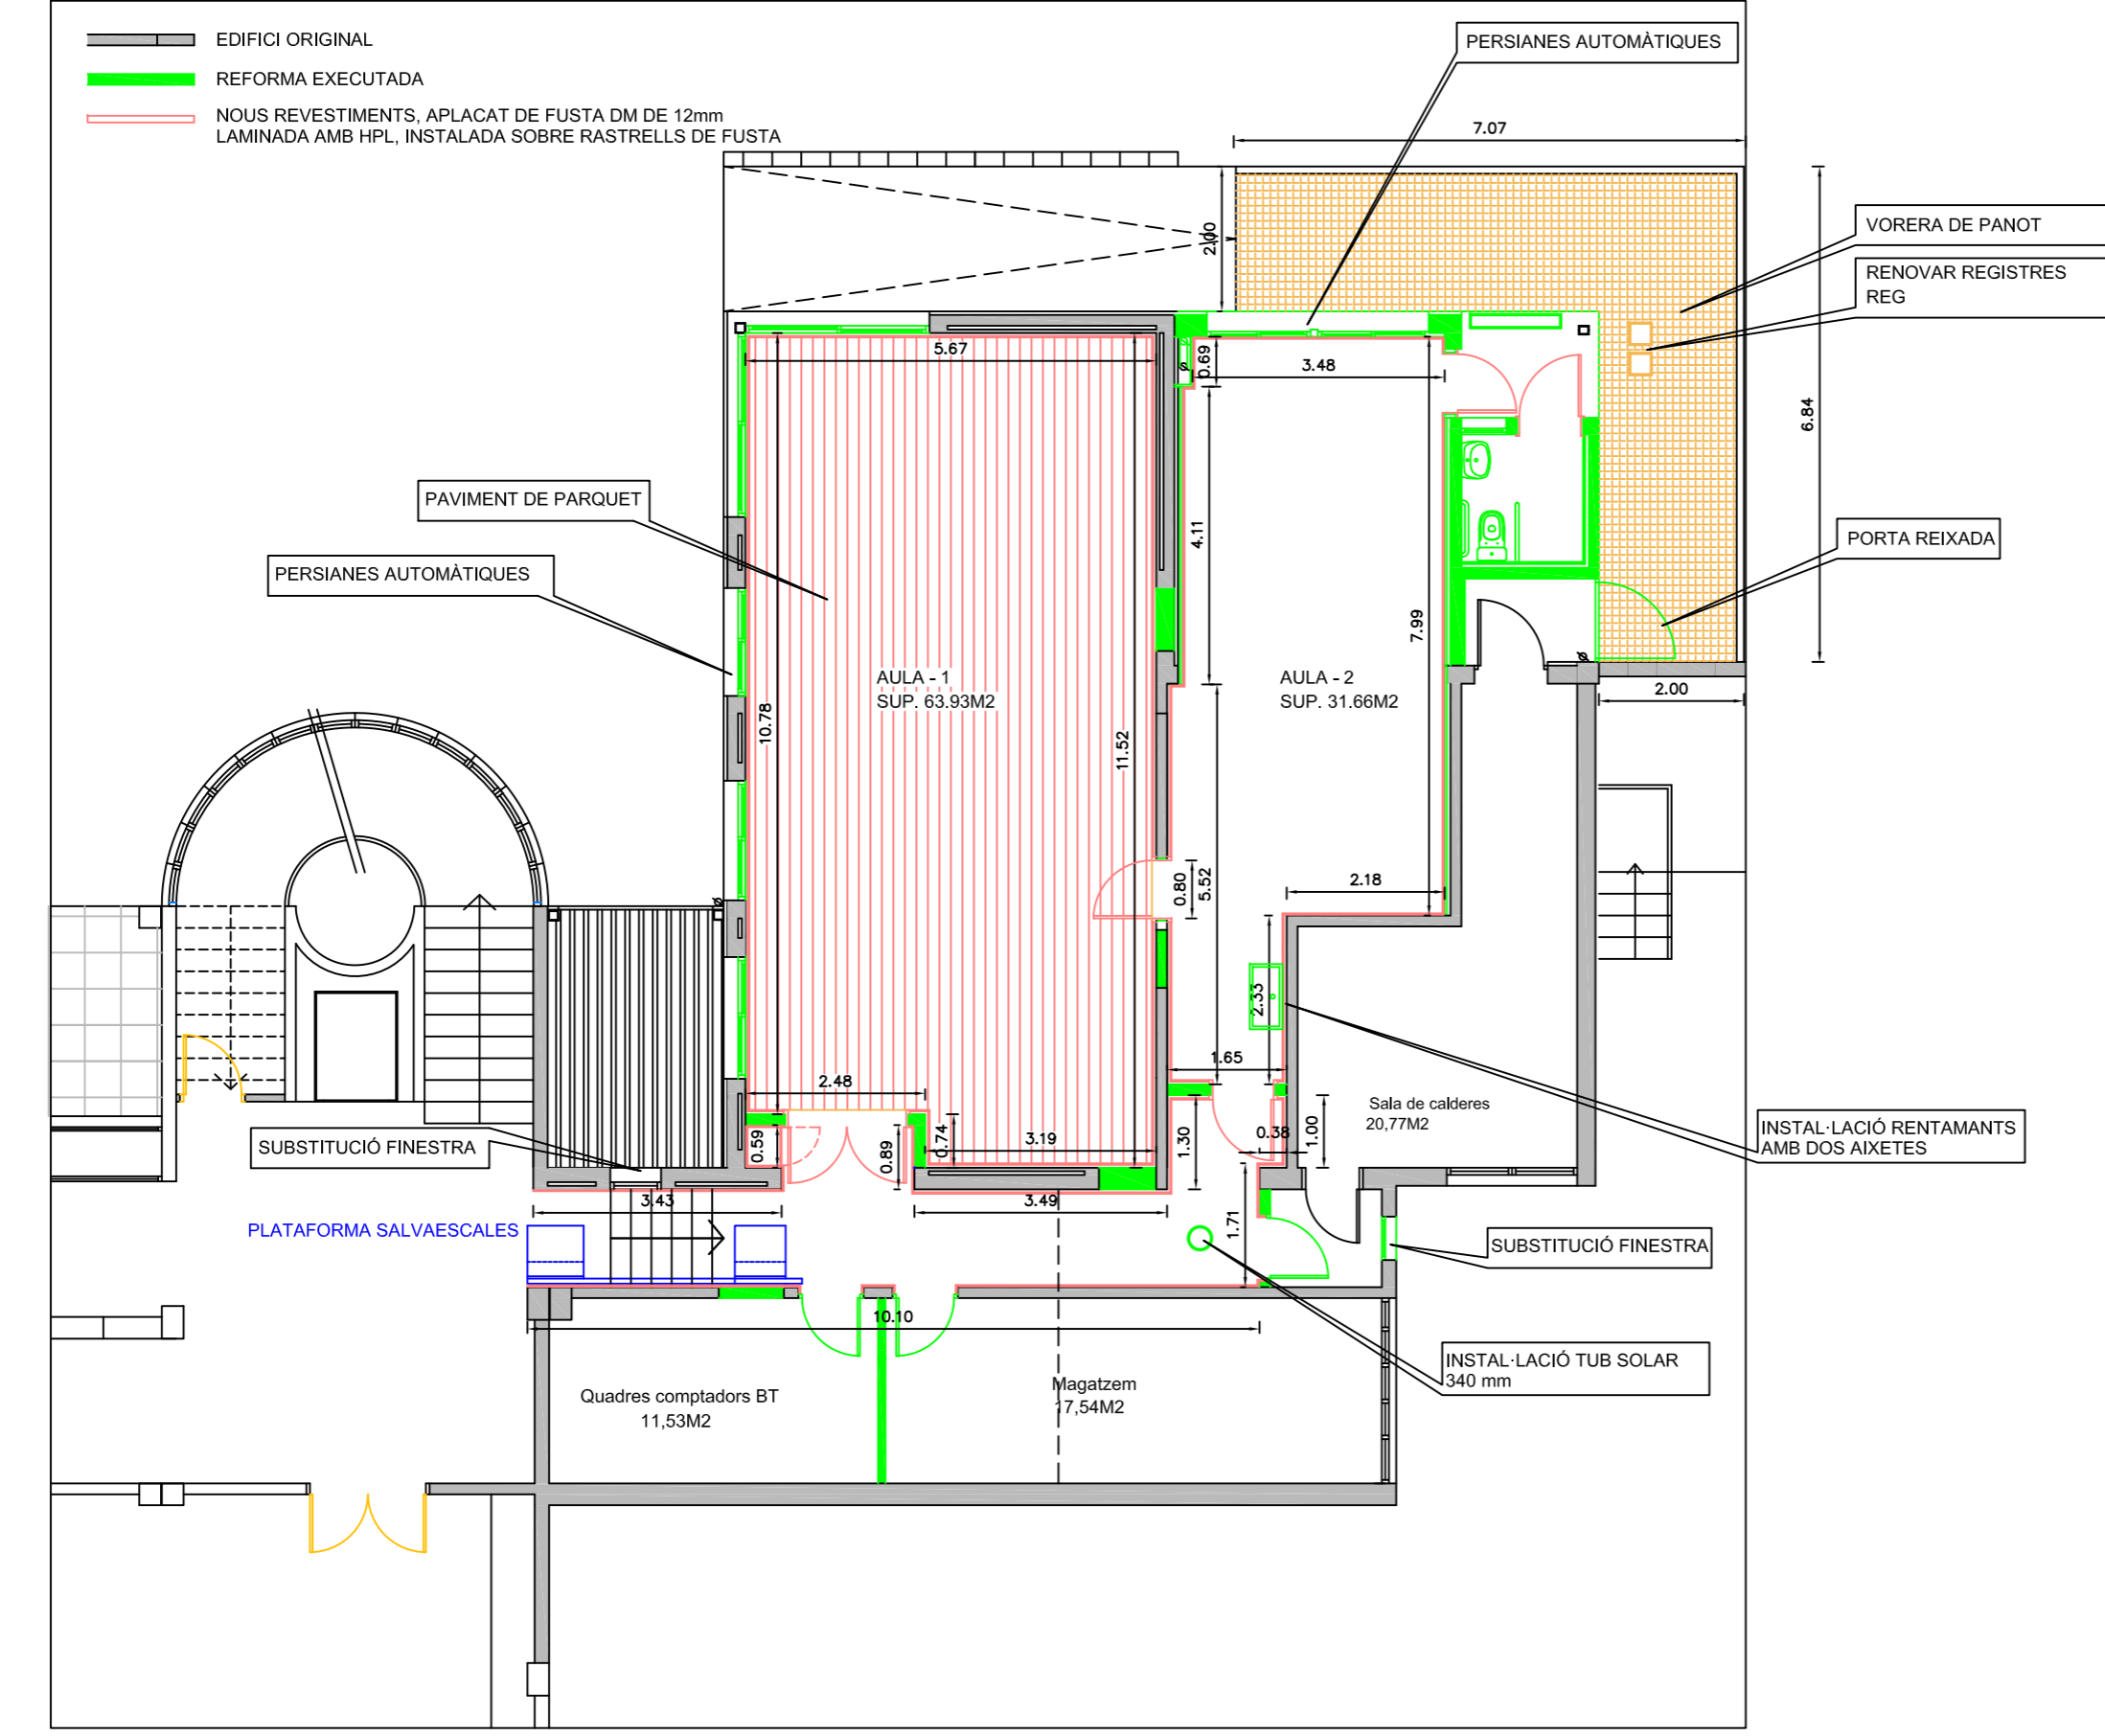 EDIFICI ORIGINAL
REFORMA EXECUTADA
NOUS REVESTIMENTS, APLACAT DE FUSTA DM DE 12mm
LAMINADA AMB HPL, INSTALADA SOBRE RASTRELLS DE FUSTA
PERSIANES AUTOMÀTIQUES
7.07
VORERA DE PANOT
2.00
RENOVAR REGISTRES
REG
5.67
0.69
3.48
6.84
PAVIMENT DE PARQUET
4.11
PORTA REIXADA
PERSIANES AUTOMÀTIQUES
7.99
AULA - 1
SUP. 63.93M2
AULA - 2
SUP. 31.66M2
2.00
10.78
11.52
0.80
5.52
2.18
2.33
1.65
2.48
Sala de calderes
20,77M2
INSTAL·LACIÓ RENTAMANTS
AMB DOS AIXETES
SUBSTITUCIÓ FINESTRA
0.59
0.89
0.74
3.19
1.30
0.38
1.00
3.43
3.49
1.71
PLATAFORMA SALVAESCALES
SUBSTITUCIÓ FINESTRA
10.10
INSTAL·LACIÓ TUB SOLAR
340 mm
Quadres comptadors BT
11,53M2
Magatzem
17,54M2